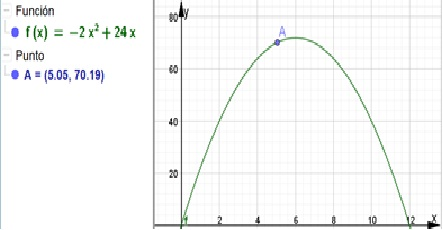 Función
f(x) = −2 x² + 24 x
Punto
A = (5.05, 70.19)
80 y
A
60
40
20
2 4 6 8 10 12 x